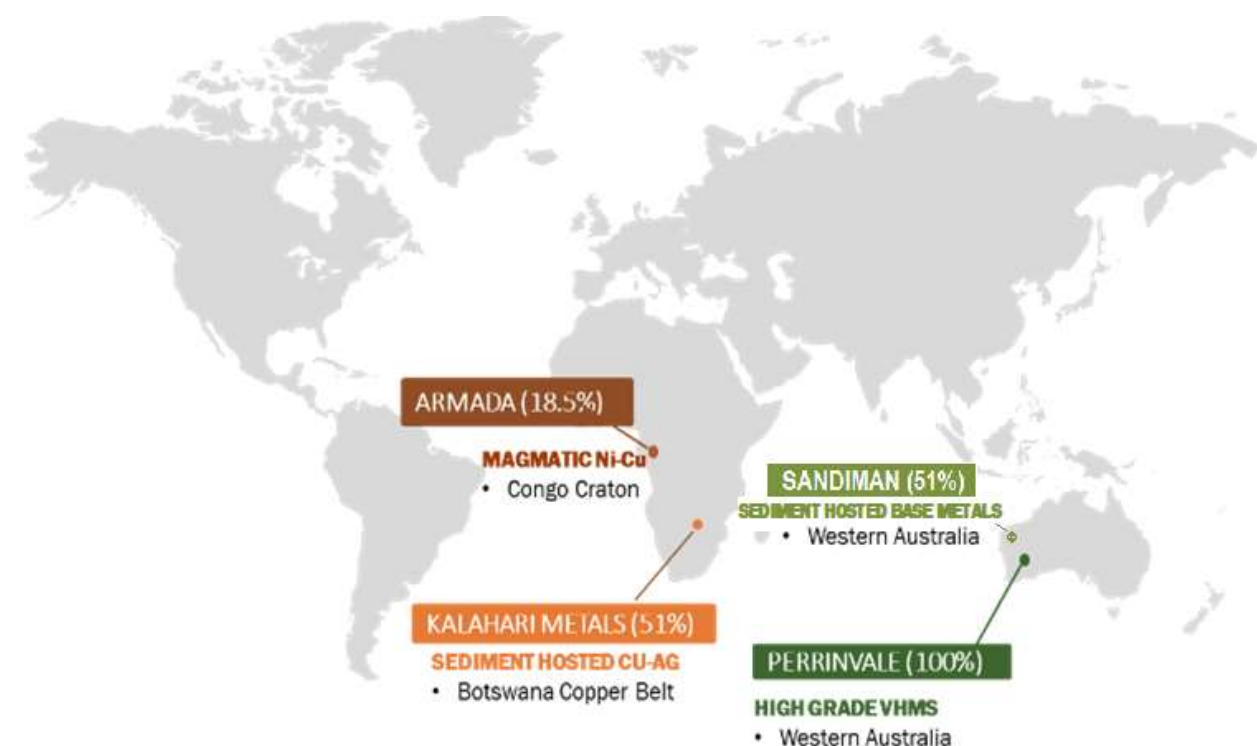 ARMADA (18.5%)
MAGMATIC Ni-Cu
• Congo Craton
SANDIMAN (51%)
SEDIMENT HOSTED BASE METALS
• Western Australia
KALAHARI METALS (51%)
SEDIMENT HOSTED CU-AG
• Botswana Copper Belt
PERRINVALE (100%)
HIGH GRADE VHMS
• Western Australia